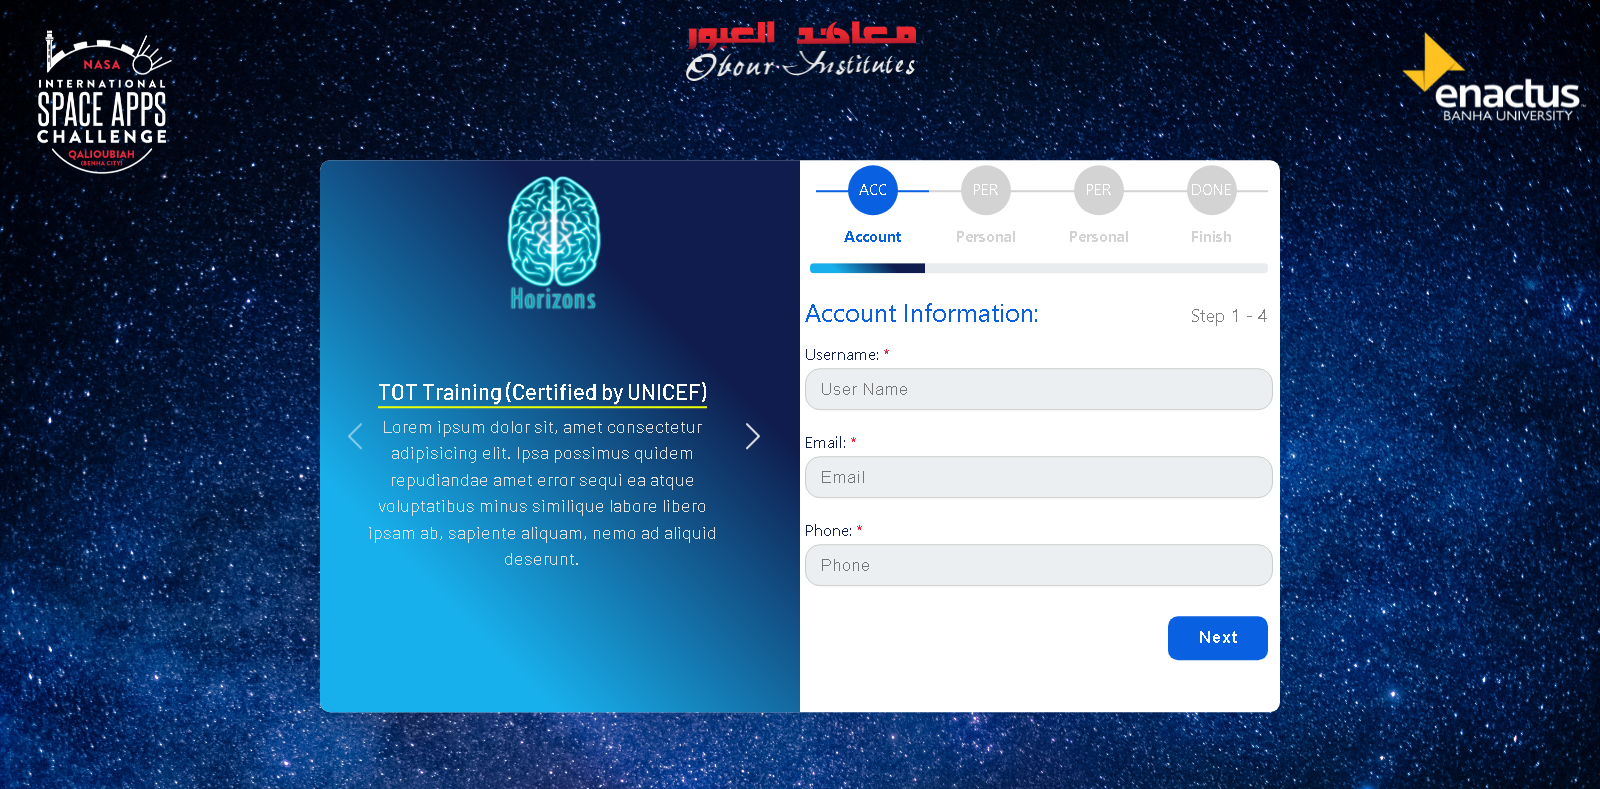 NASA
INTERNATIONAL
SPACE APPS
CHALLENGE
QALIOUBIAH
(BENHA CITY)
معاهد العبور
Obour Institutes
enactus
BANHA UNIVERSITY
Horizons
TOT Training (Certified by UNICEF)
Lorem ipsum dolor sit, amet consectetur
adipisicing elit. Ipsa possimus quidem
repudiandae amet error sequi ea atque
voluptatibus minus similique labore libero
ipsam ab, sapiente aliquam, nemo ad aliquid
deserunt.
ACC PER PER DONE
Account Personal Personal Finish
Account Information: Step 1 - 4
Username: *
User Name
Email: *
Email
Phone: *
Phone
Next